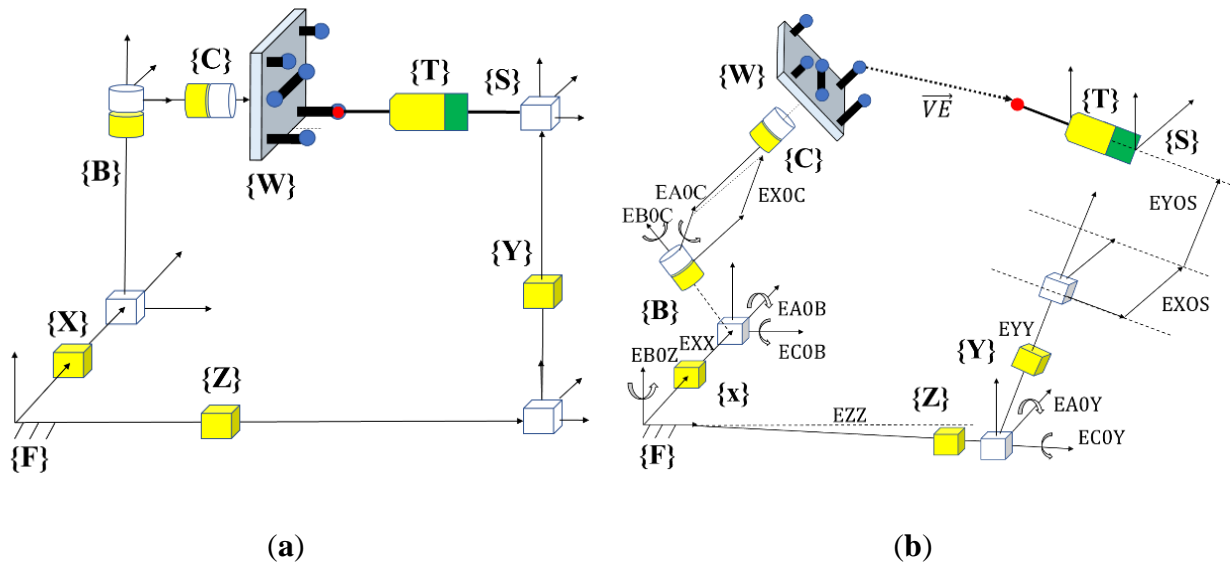 {C}
{T}
{S}
{B}
{W}
{Y}
{X}
{Z}
{F}
(a)
{W}
{T}
VE
{S}
{C}
EA0C
EX0C
EB0C
EYOS
{B}
EA0B
EXOS
EXX
EC0B
EYY
EB0Z
{Y}
{x}
{Z}
EA0Y
EZZ
{F}
EC0Y
(b)